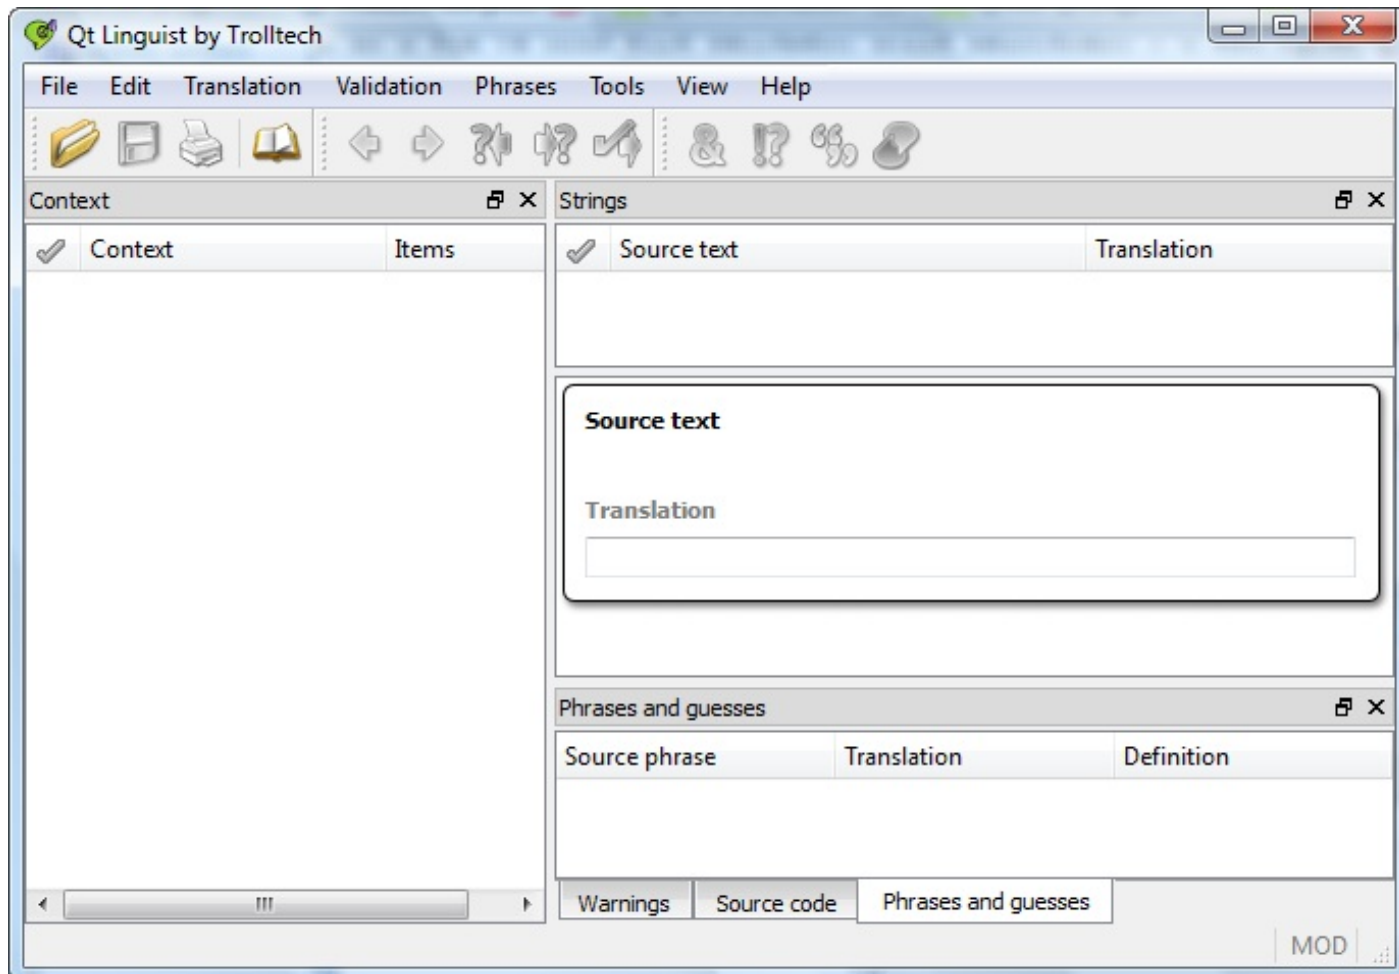 Qt Linguist by Trolltech
File Edit Translation Validation Phrases Tools View Help
Context
Context Items
Strings
Source text Translation
Source text
Translation
Phrases and guesses
Source phrase Translation Definition
Warnings Source code Phrases and guesses
MOD